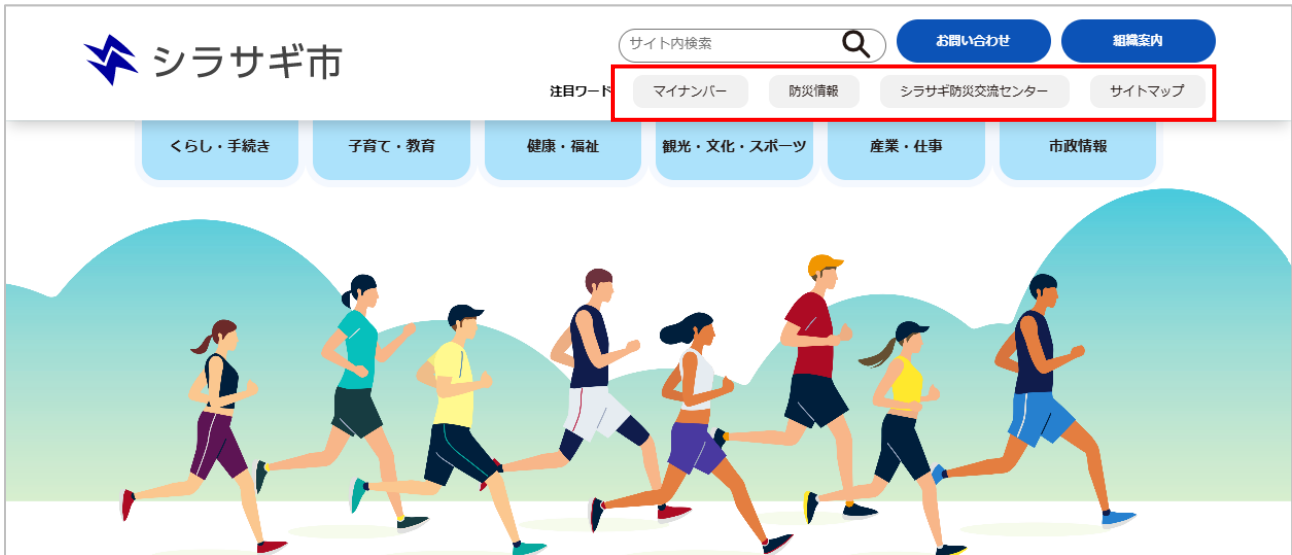 シラサギ市
サイト内検索
お問い合わせ
組織案内
注目ワード マイナンバー 防災情報 シラサギ防災交流センター サイトマップ
くらし・手続き 子育て・教育 健康・福祉 観光・文化・スポーツ 産業・仕事 市政情報